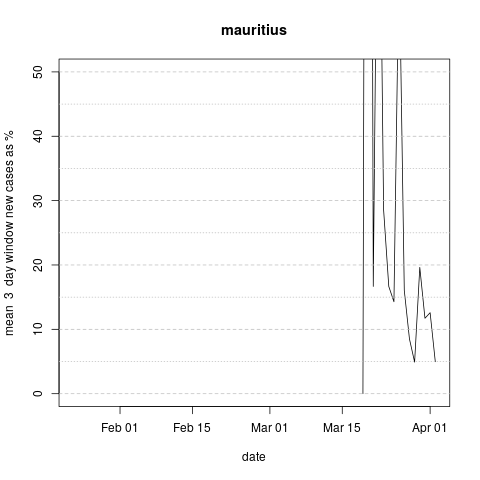 mauritius
mean  3  day window new cases as %
50
40
30
20
10
0
Feb 01
Feb 15
Mar 01
Mar 15
Apr 01
date